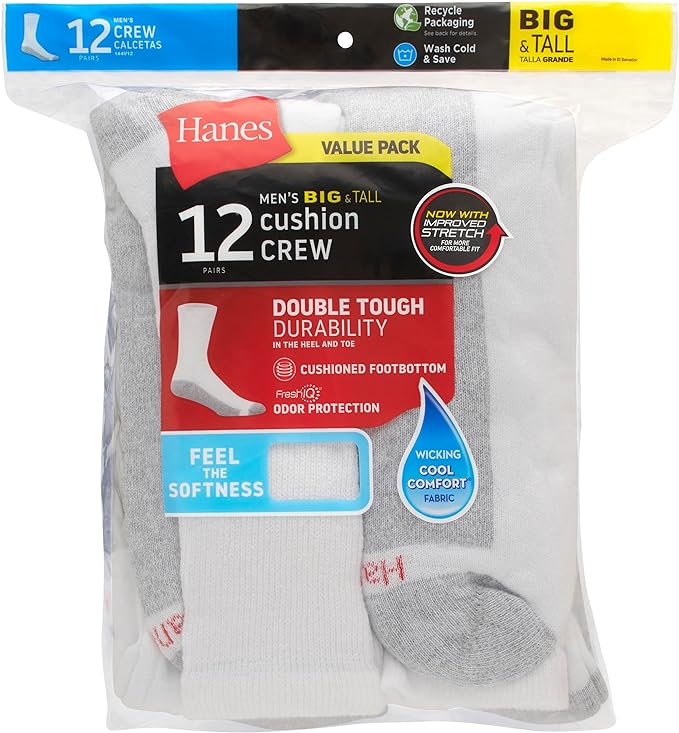 12
PAIRS
MEN'S
CREW
CALCETAS
144V12
Recycle
Packaging
See back for details.
Wash Cold
& Save
BIG
& TALL
TALLA GRANDE
Made in El Salvador
Hanes
VALUE PACK
MEN'S BIG & TALL
12
PAIRS
cushion
CREW
NOW WITH
IMPROVED
STRETCH
FOR MORE
COMFORTABLE FIT
DOUBLE TOUGH
DURABILITY
IN THE HEEL AND TOE
CUSHIONED FOOTBOTTOM
FreshIQ
ODOR PROTECTION
FEEL
THE
SOFTNESS
WICKING
COOL
COMFORT®
FABRIC
Ha